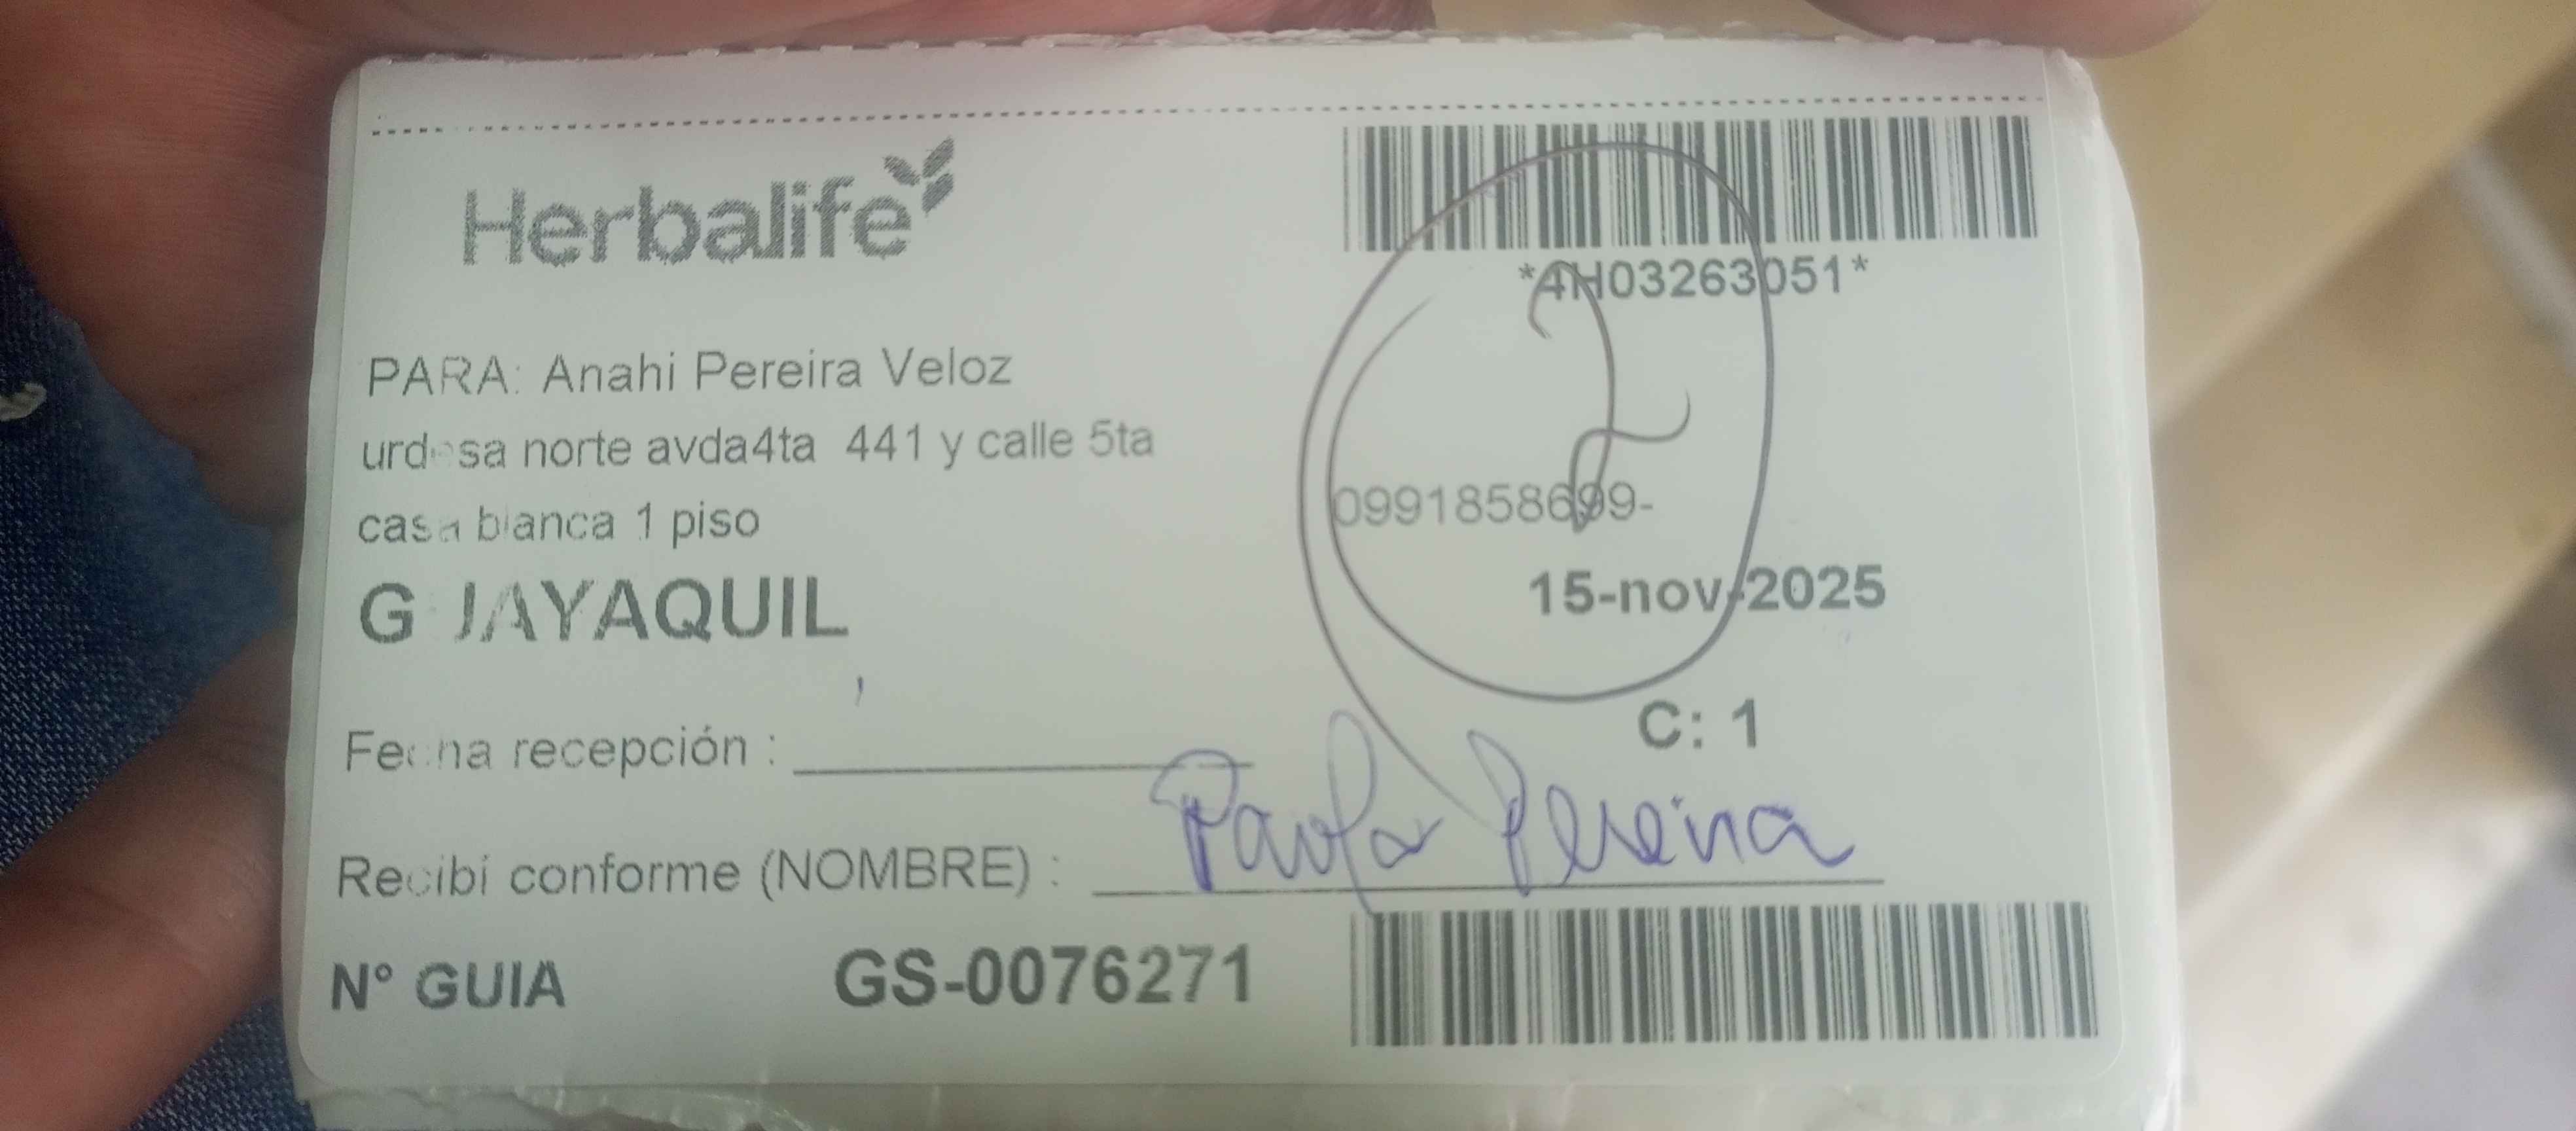 Herbalife
*4H03263051*
PARA: Anahi Pereira Veloz
urdesa norte avda4ta 441 y calle 5ta
casa blanca 1 piso
0991858699-
GUAYAQUIL
15-nov-2025
C: 1
Fecha recepción :
Recibí conforme (NOMBRE) : Paola Pereira
N° GUIA GS-0076271